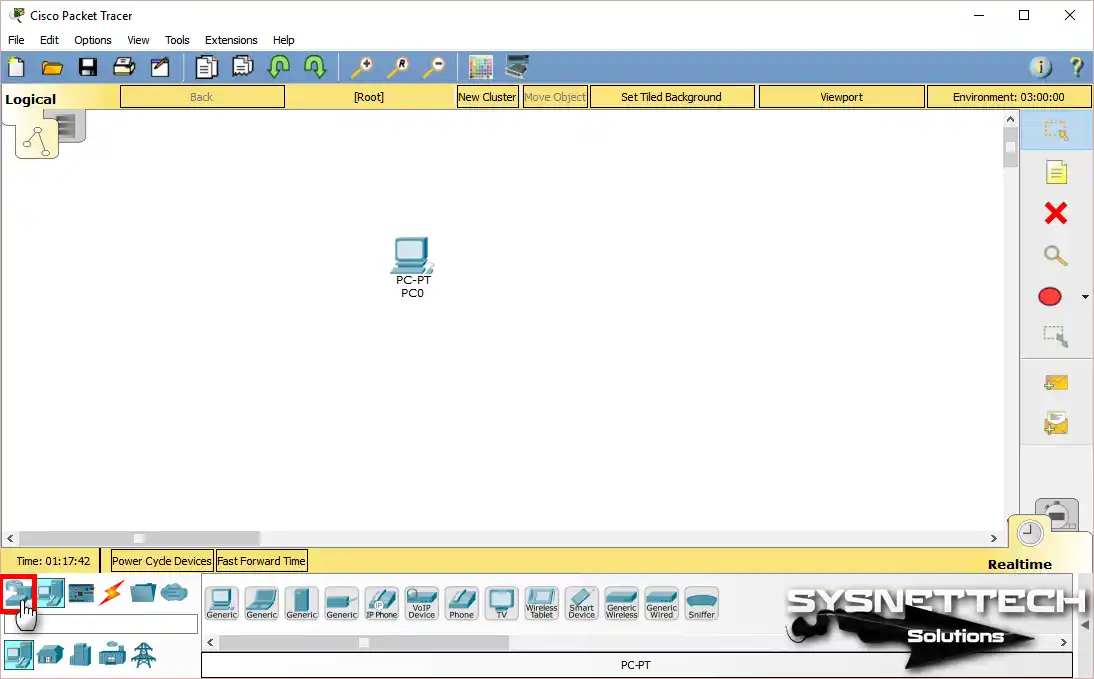 Cisco Packet Tracer
File Edit Options View Tools Extensions Help
R i ?
Logical Back [Root] New Cluster Move Object Set Tiled Background Viewport Environment: 03:00:00
PC-PT
PC0
Time: 01:17:42 Power Cycle Devices Fast Forward Time
Realtime
Generic Generic Generic Generic IP Phone VoIP Device Phone TV Wireless Tablet Smart Device Generic Wireless Generic Wired Sniffer
SYSNETTECH
Solutions
PC-PT